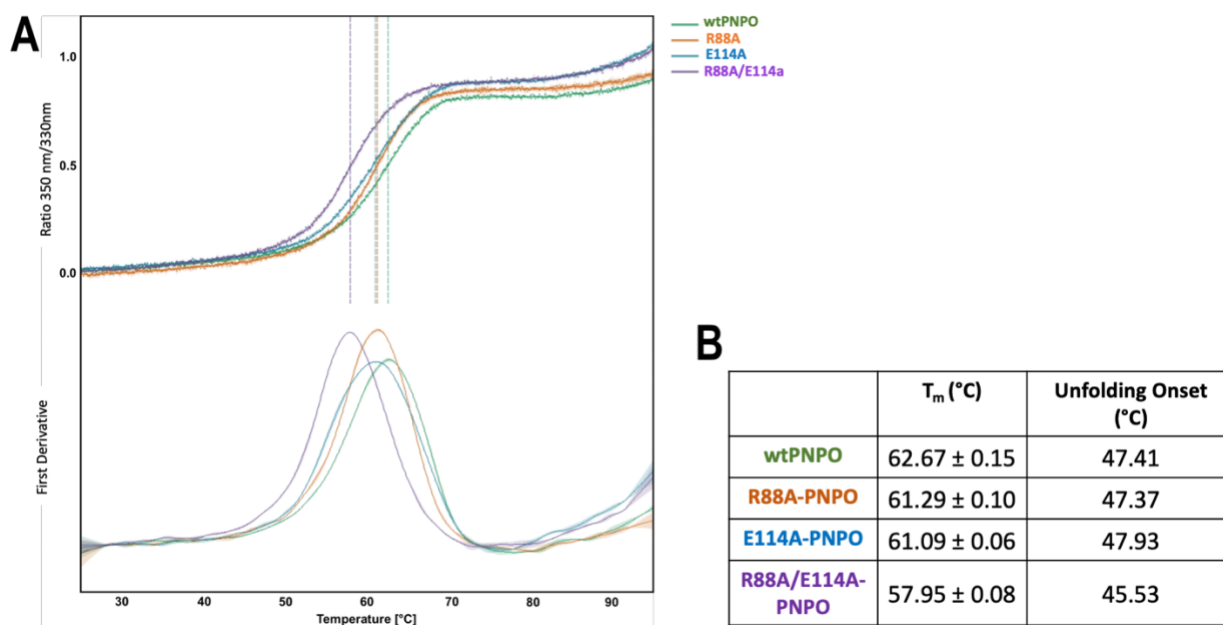 A
wtPNPO
R88A
E114A
R88A/E114a
1.0
0.5
0.0
Ratio 350 nm/330nm
First Derivative
30 40 50 60 70 80 90
Temperature [°C]
B
Tm (°C) Unfolding Onset
(°C)
wtPNPO 62.67 ± 0.15 47.41
R88A-PNPO 61.29 ± 0.10 47.37
E114A-PNPO 61.09 ± 0.06 47.93
R88A/E114A-
PNPO 57.95 ± 0.08 45.53